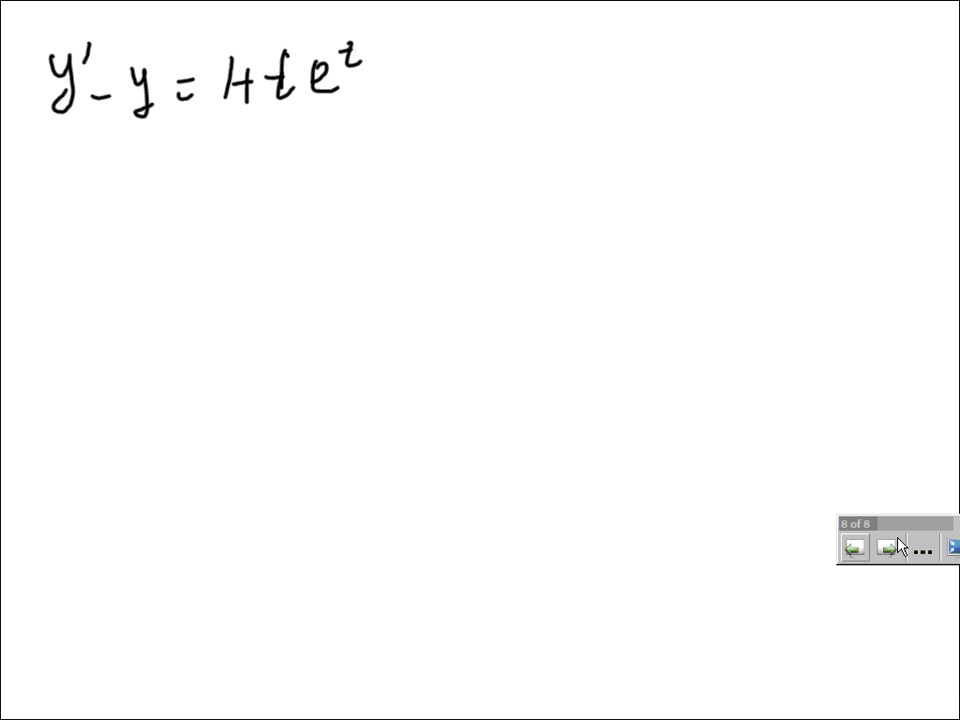 y' - y = 4te^t
8 of 8